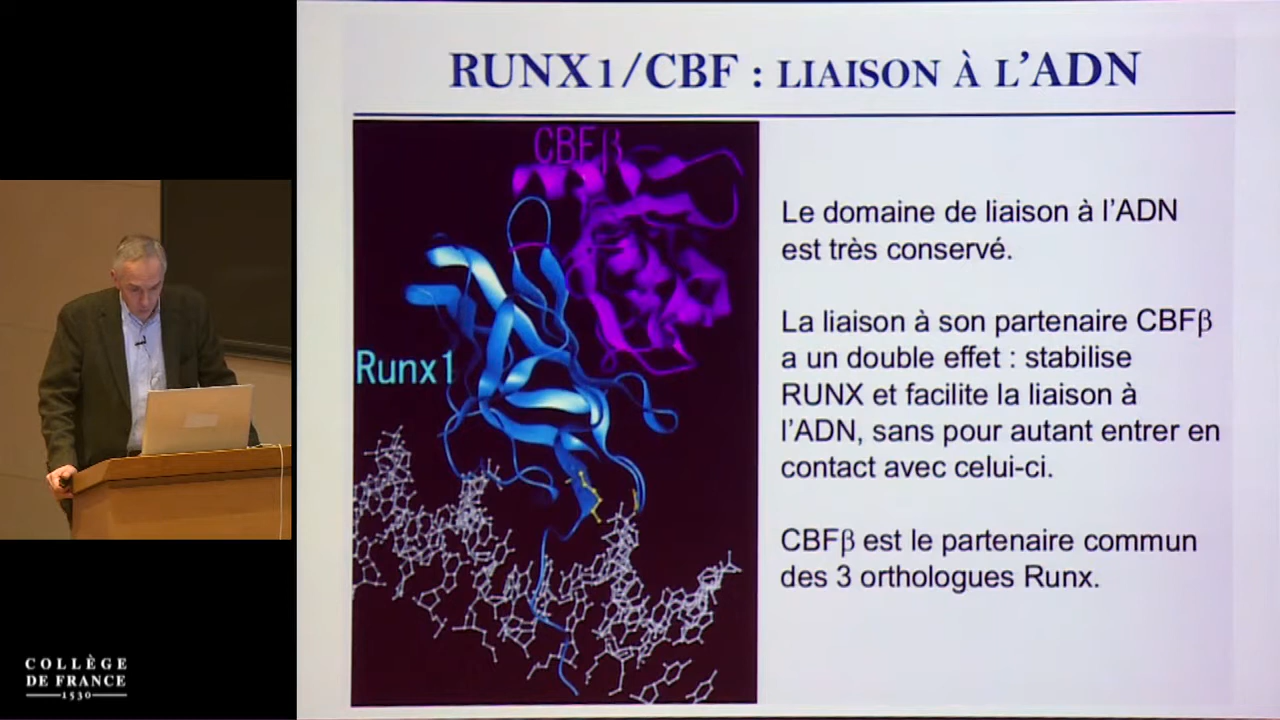 RUNX1/CBF : LIAISON À L'ADN
CBFβ
Runx1
Le domaine de liaison à l'ADN
est très conservé.
La liaison à son partenaire CBFβ
a un double effet : stabilise
RUNX et facilite la liaison à
l'ADN, sans pour autant entrer en
contact avec celui-ci.
CBFβ est le partenaire commun
des 3 orthologues Runx.
COLLÈGE
DE FRANCE
1530